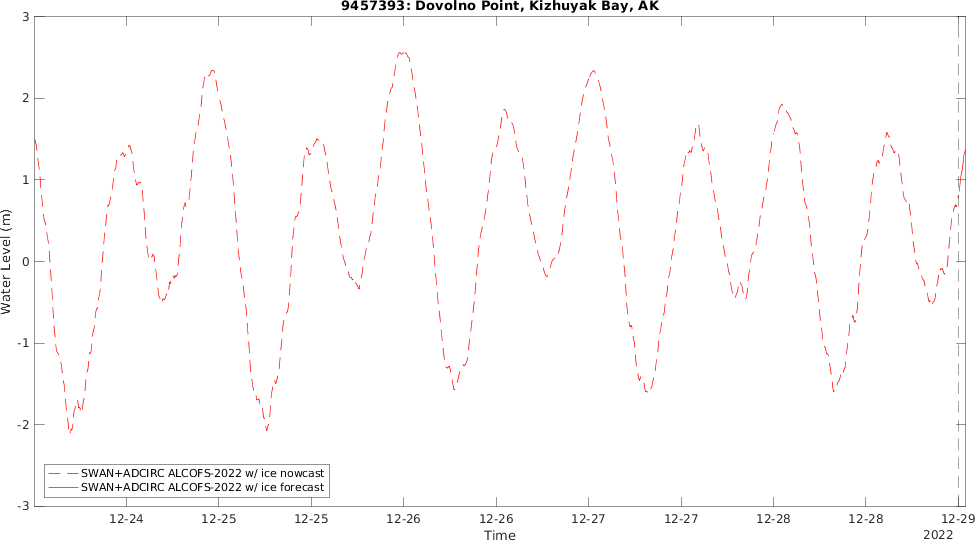 9457393: Dovolno Point, Kizhuyak Bay, AK
3
2
1
0
-1
-2
-3
Water Level (m)
SWAN+ADCIRC ALCOFS-2022 w/ ice nowcast
SWAN+ADCIRC ALCOFS-2022 w/ ice forecast
12-24 12-25 12-25 12-26 12-26 12-27 12-27 12-28 12-28 12-29
Time
2022